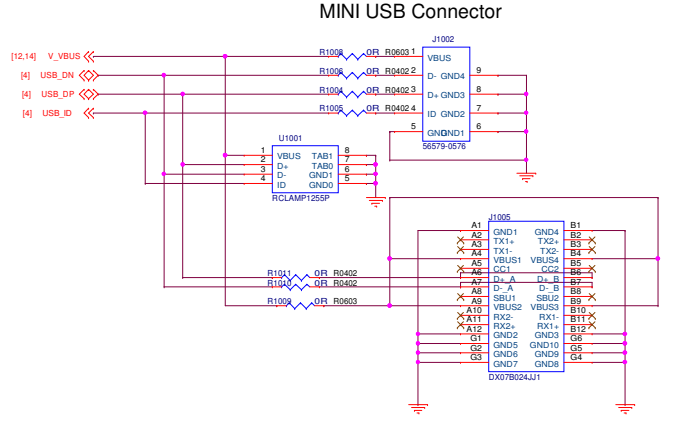 MINI USB Connector
J1002
[12,14] V_VBUS R1008 0R R0603 1 VBUS
[4] USB_DN R1006 0R R0402 2 D- GND4 9
[4] USB_DP R1004 0R R0402 3 D+ GND3 8
[4] USB_ID R1005 0R R0402 4 ID GND2 7
5 GND GND1 6
56579-0576
U1001
1 VBUS TAB1 8
2 D+ TAB0 7
3 D- GND1 6
4 ID GND0 5
RCLAMP1255P
J1005
A1 GND1 GND4 B1
A2 TX1+ TX2+ B2
A3 TX1- TX2- B3
A4 VBUS1 VBUS4 B4
A5 CC1 CC2 B5
R1011 0R R0402 A6 D+_A D+_B B6
R1010 0R R0402 A7 D-_A D-_B B7
A8 SBU1 SBU2 B8
R1009 0R R0603 A9 VBUS2 VBUS3 B9
A10 RX2- RX1- B10
A11 RX2+ RX1+ B11
A12 GND2 GND3 B12
G1 GND5 GND10 G6
G2 GND6 GND9 G5
G3 GND7 GND8 G4
DX07B024JJ1